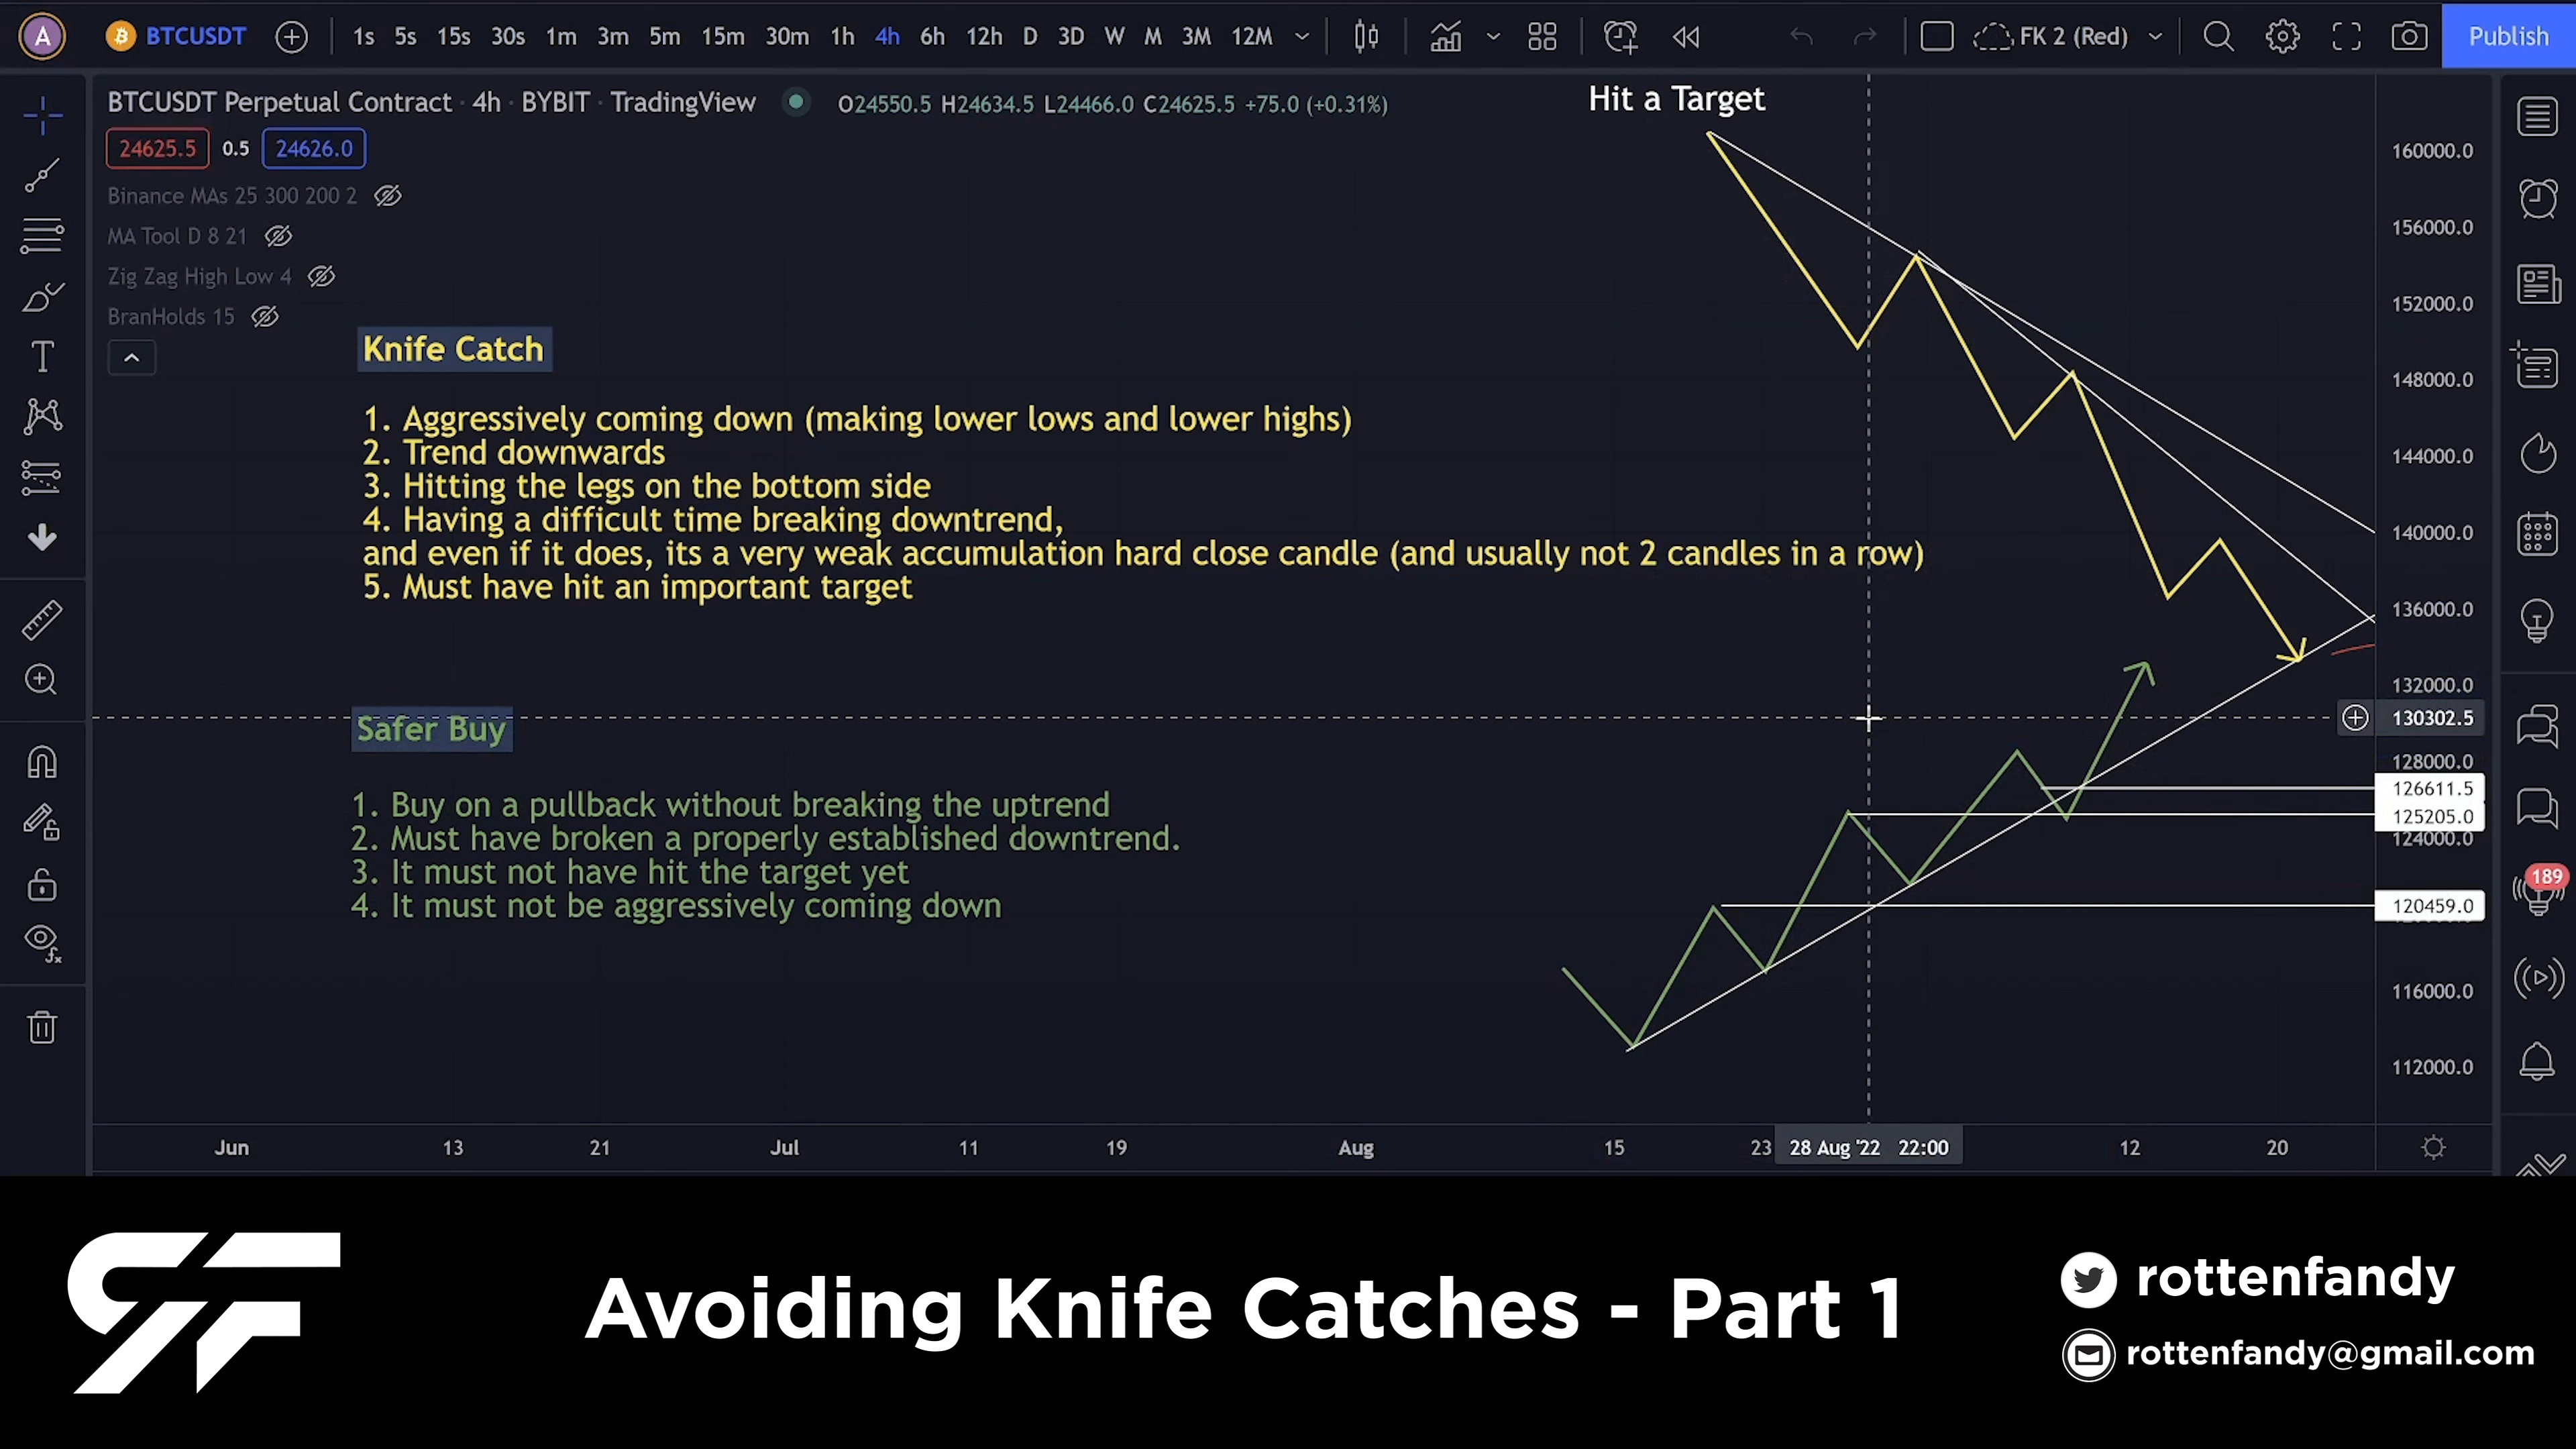 A BTCUSDT 1s 5s 15s 30s 1m 3m 5m 15m 30m 1h 4h 6h 12h D 3D W M 3M 12M FK 2 (Red) Publish
BTCUSDT Perpetual Contract · 4h · BYBIT · TradingView O24550.5 H24634.5 L24466.0 C24625.5 +75.0 (+0.31%)
24625.5 0.5 24626.0
Binance MAs 25 300 200 2
MA Tool D 8 21
Zig Zag High Low 4
BranHolds 15
Hit a Target
Knife Catch
1. Aggressively coming down (making lower lows and lower highs)
2. Trend downwards
3. Hitting the legs on the bottom side
4. Having a difficult time breaking downtrend,
and even if it does, its a very weak accumulation hard close candle (and usually not 2 candles in a row)
5. Must have hit an important target
Safer Buy
1. Buy on a pullback without breaking the uptrend
2. Must have broken a properly established downtrend.
3. It must not have hit the target yet
4. It must not be aggressively coming down
160000.0
156000.0
152000.0
148000.0
144000.0
140000.0
136000.0
132000.0
130302.5
128000.0
126611.5
125205.0
124000.0
120459.0
116000.0
112000.0
189
Jun 13 21 Jul 11 19 Aug 15 23 28 Aug '22 22:00 12 20
Avoiding Knife Catches - Part 1
rottenfandy
rottenfandy@gmail.com